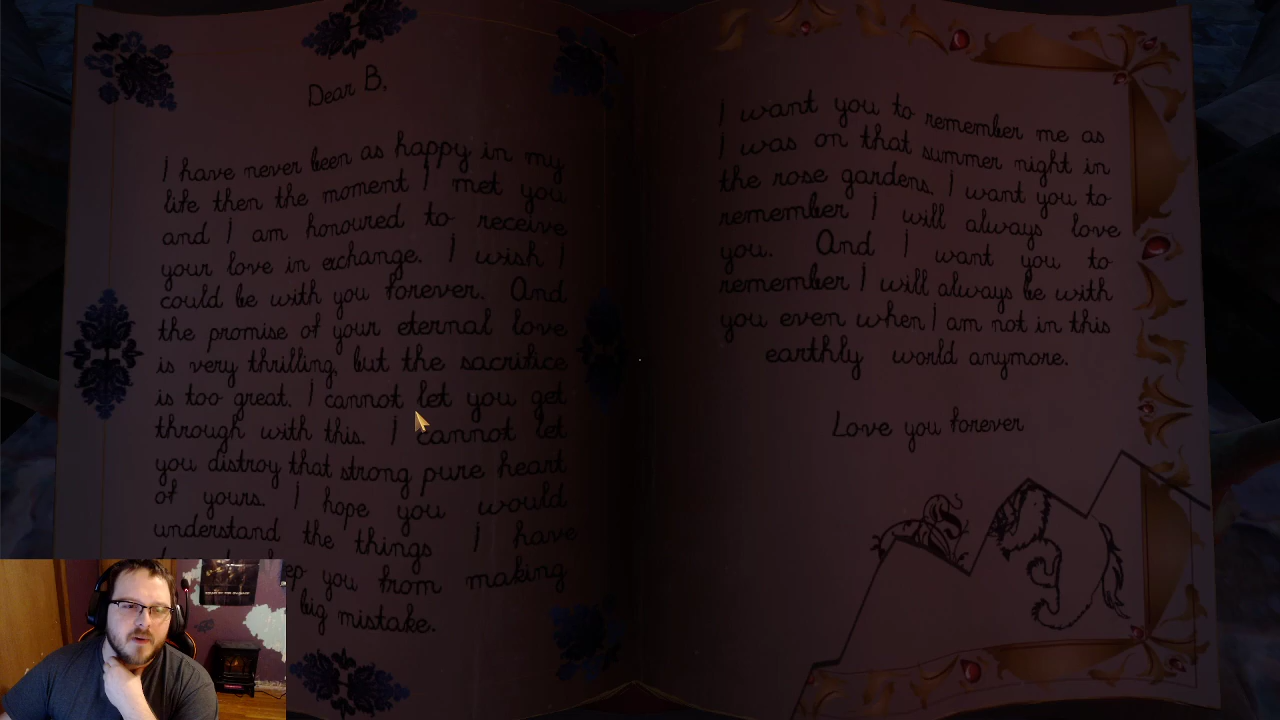 Dear B,
I have never been as happy in my
life then the moment I met you
and I am honoured to receive
your love in exchange. I wish I
could be with you forever. And
the promise of your eternal love
is very thrilling, but the sacrifice
is too great. I cannot let you get
through with this. I cannot let
you distroy that strong pure heart
of yours. I hope you would
understand the things I have
you from making
big mistake.
I want you to remember me as
I was on that summer night in
the rose gardens. I want you to
remember I will always love
you. And I want you to
remember I will always be with
you even when I am not in this
earthly world anymore.
Love you forever